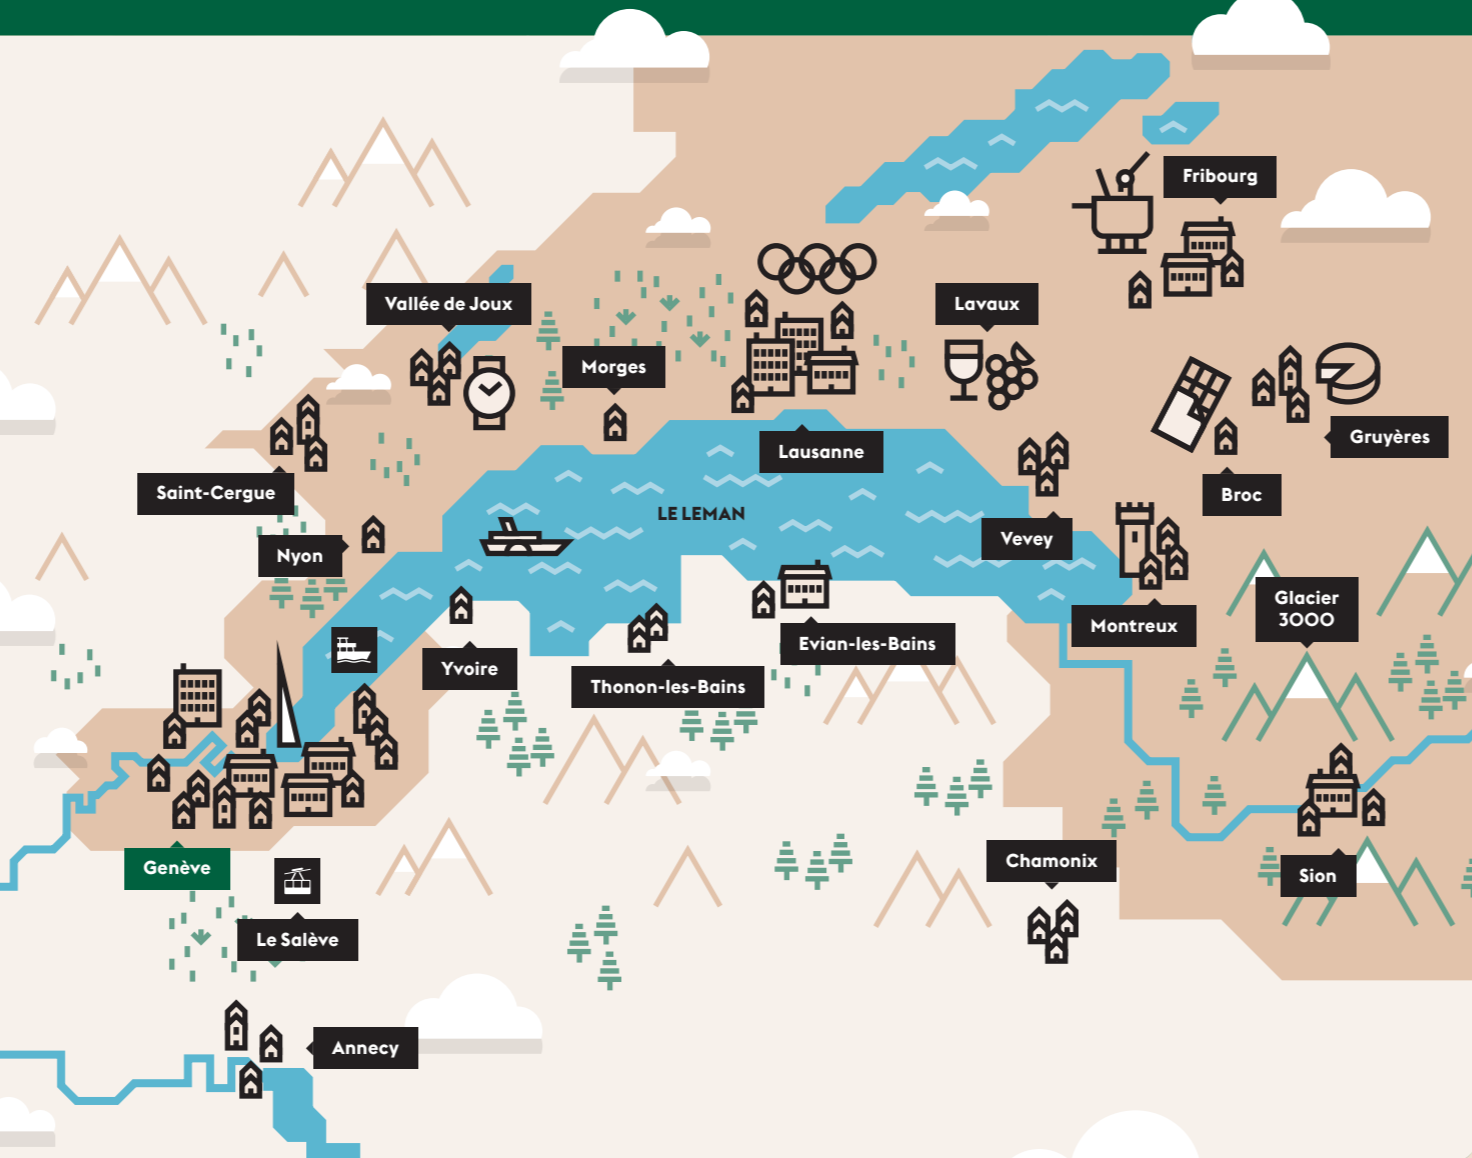 Fribourg
Vallée de Joux
Lavaux
Morges
Gruyères
Lausanne
Saint-Cergue
Broc
LE LEMAN
Vevey
Nyon
Glacier
3000
Montreux
Evian-les-Bains
Yvoire
Thonon-les-Bains
Chamonix
Genève
Sion
Le Salève
Annecy